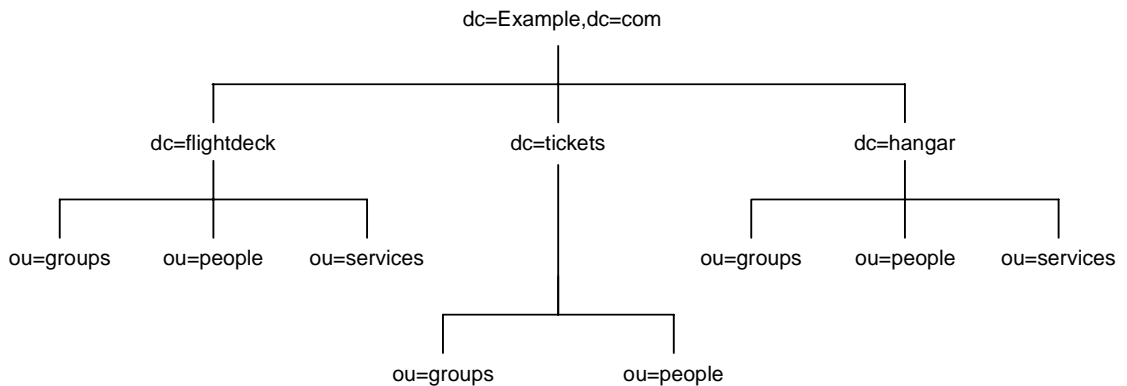 dc=Example,dc=com
dc=flightdeck dc=tickets dc=hangar
ou=groups ou=people ou=services ou=groups ou=people ou=services
ou=groups ou=people